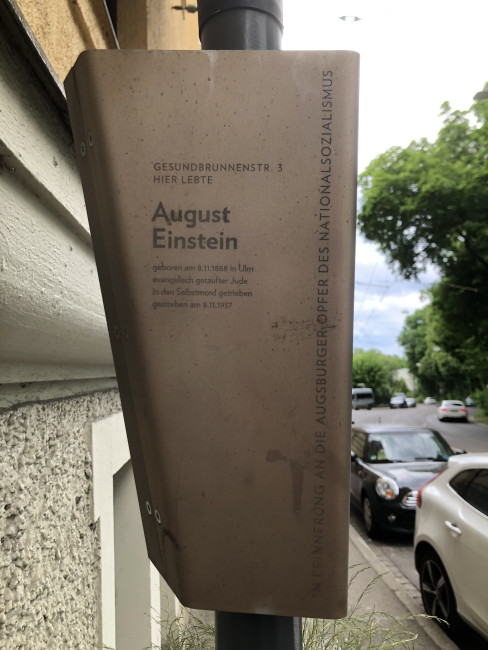 GESUNDBRUNNENSTR. 3
HIER LEBTE
August
Einstein
geboren am 8.11.1868 in Ulm
evangelisch getaufter Jude
in den Selbstmord getrieben
gestorben am 8.11.1937
IN ERINNERUNG AN DIE AUGSBURGER OPFER DES NATIONALSOZIALISMUS